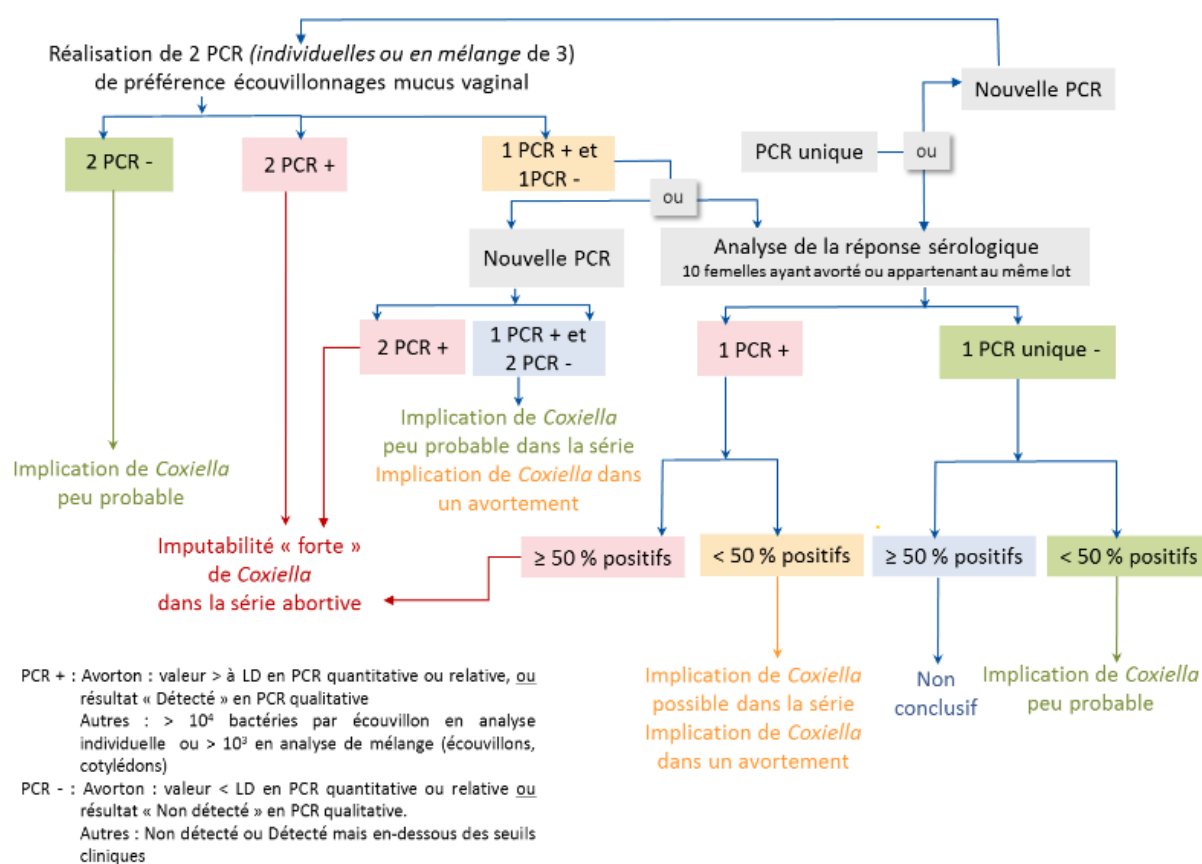 Réalisation de 2 PCR (individuelles ou en mélange de 3)
de préférence écouvillonnages mucus vaginal
Nouvelle PCR
PCR unique
ou
2 PCR -
2 PCR +
1 PCR + et
1PCR -
ou
Nouvelle PCR
Analyse de la réponse sérologique
10 femelles ayant avorté ou appartenant au même lot
2 PCR +
1 PCR + et
2 PCR -
1 PCR +
1 PCR unique -
Implication de Coxiella
peu probable
Implication de Coxiella
peu probable dans la série
Implication de Coxiella dans
un avortement
Imputabilité « forte »
de Coxiella
dans la série abortive
≥ 50 % positifs
< 50 % positifs
≥ 50 % positifs
< 50 % positifs
Implication de Coxiella
possible dans la série
Implication de Coxiella
dans un avortement
Non
conclusif
Implication de Coxiella
peu probable
PCR + : Avorton : valeur > à LD en PCR quantitative ou relative, ou
résultat « Détecté » en PCR qualitative
Autres : > 10⁴ bactéries par écouvillon en analyse
individuelle ou > 10³ en analyse de mélange (écouvillons,
cotylédons)
PCR - : Avorton : valeur < LD en PCR quantitative ou relative ou
résultat « Non détecté » en PCR qualitative.
Autres : Non détecté ou Détecté mais en-dessous des seuils
cliniques